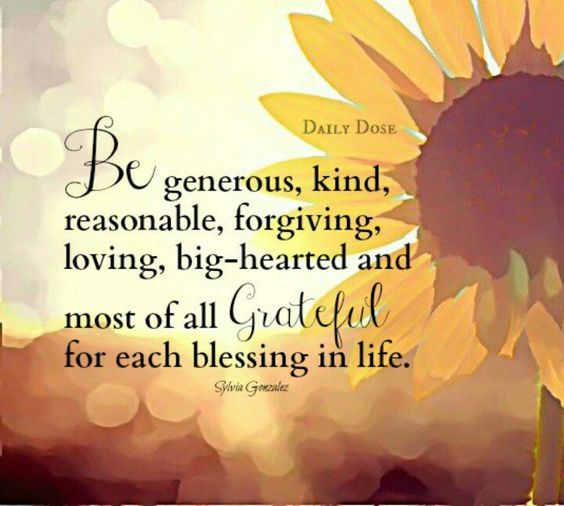 Daily Dose
Be generous, kind,
reasonable, forgiving,
loving, big-hearted and
most of all Grateful
for each blessing in life.
Sylvia Gonzalez